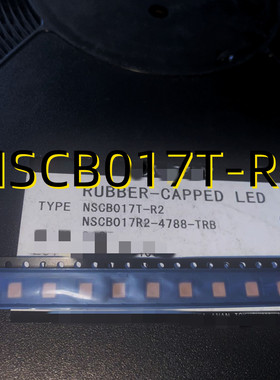 NSCB017T-R
RUBBER-CAPPED LED
TYPE NSCB017T-R2
NSCB017R2-4788-TRB